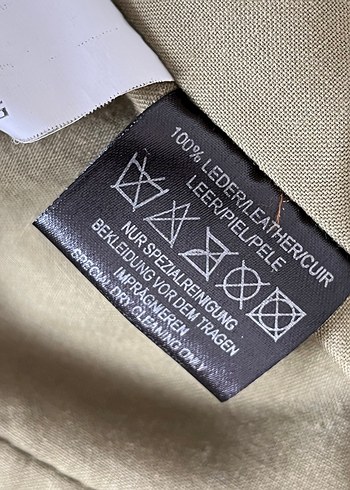 100% LEDER/LEATHER/CUIR
LEER/PIEL/PELE
NUR SPEZIALREINIGUNG
BEKLEIDUNG VOR DEM TRAGEN
IMPRÄGNIEREN
SPECIAL DRY CLEANING ONLY